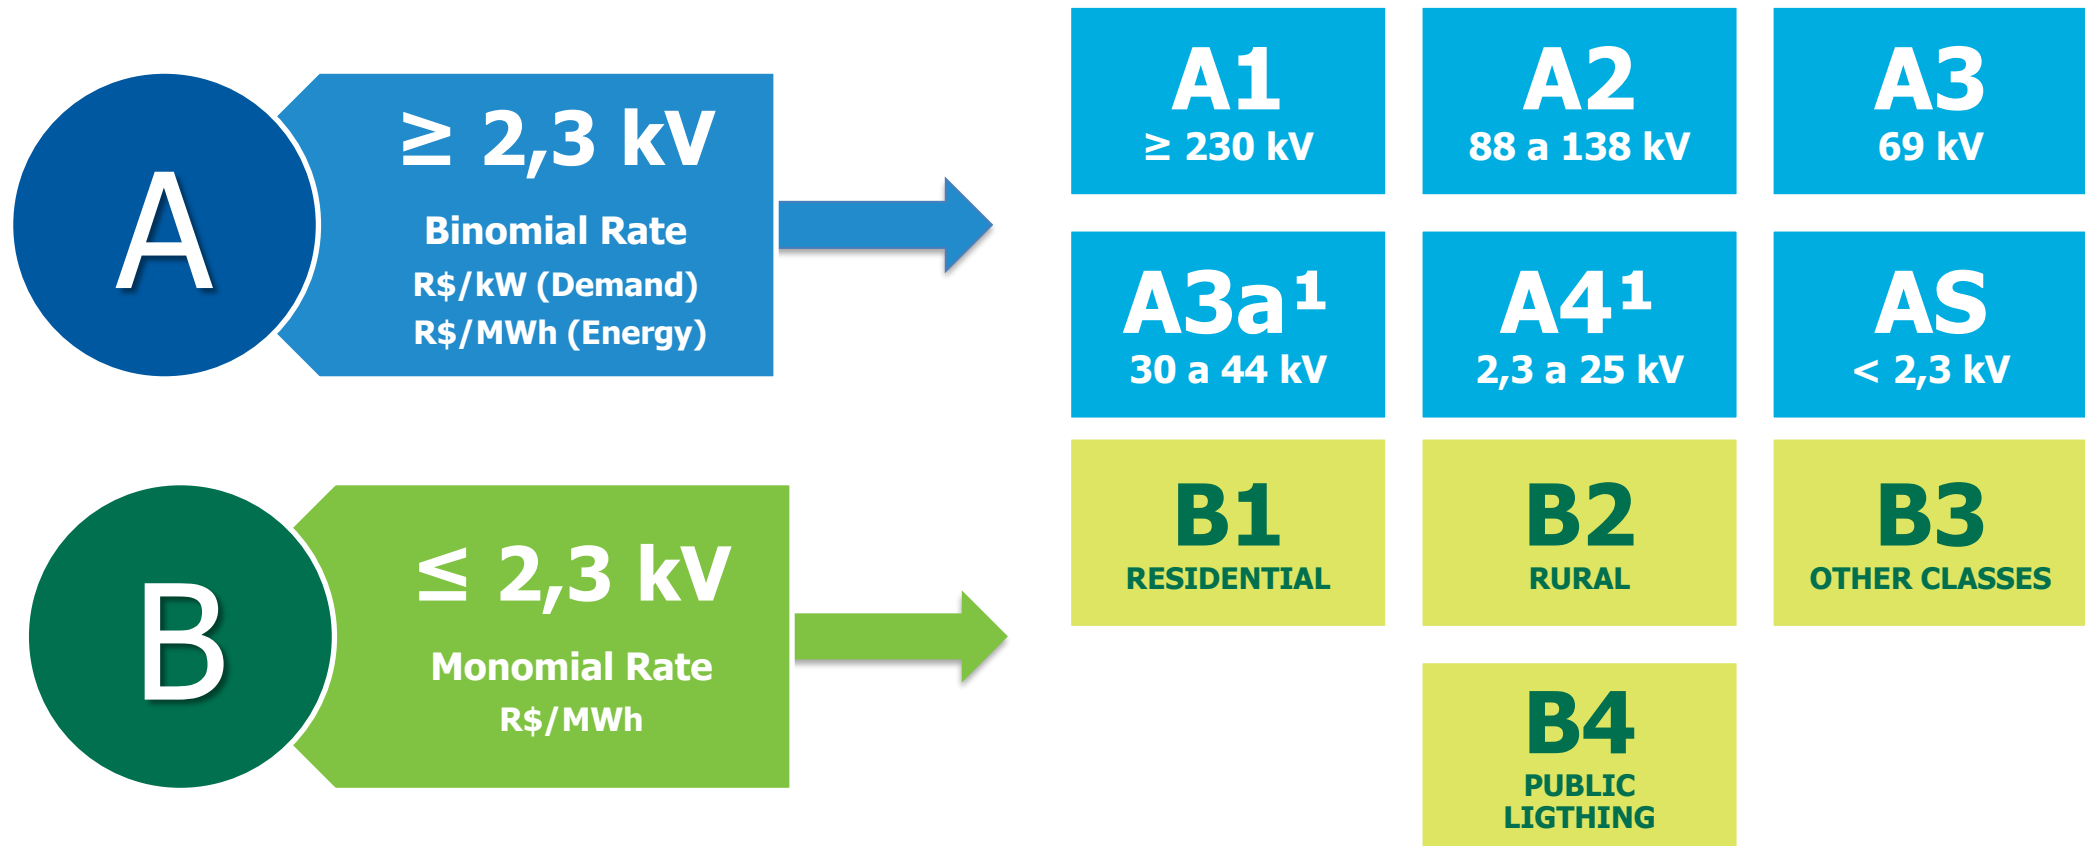 A
≥ 2,3 kV
Binomial Rate
R$/kW (Demand)
R$/MWh (Energy)
A1
≥ 230 kV
A2
88 a 138 kV
A3
69 kV
A3a¹
30 a 44 kV
A4¹
2,3 a 25 kV
AS
< 2,3 kV
B
≤ 2,3 kV
Monomial Rate
R$/MWh
B1
RESIDENTIAL
B2
RURAL
B3
OTHER CLASSES
B4
PUBLIC
LIGTHING